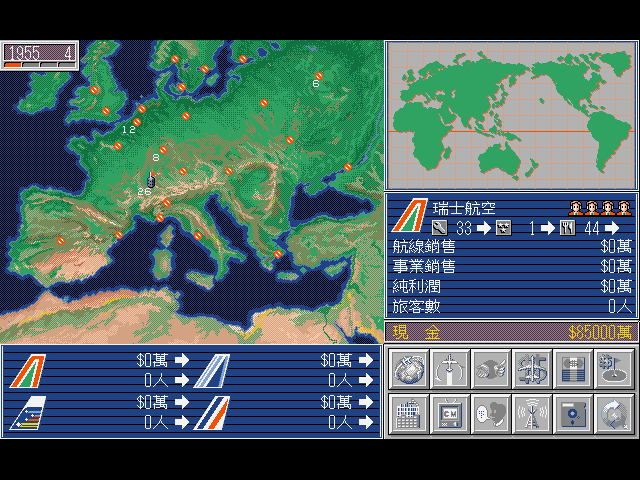 1955 4
6
12
8
26
瑞士航空
33 1 44
航線銷售 $0萬
事業銷售 $0萬
純利潤 $0萬
旅客數 0人
現 金 $85000萬
$0萬 $0萬
0人 0人
$0萬 $0萬
0人 0人
CM